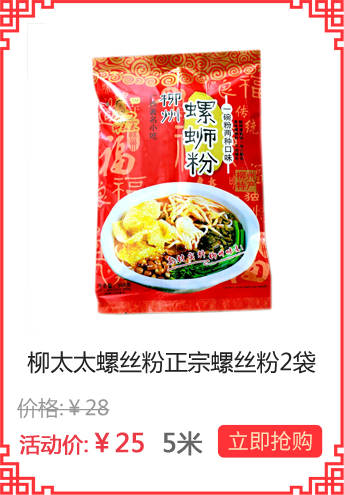 柳州
螺蛳粉
一碗粉两种口味
柳太太螺丝粉正宗螺丝粉2袋
价格:￥28
活动价:￥25 5米 立即抢购